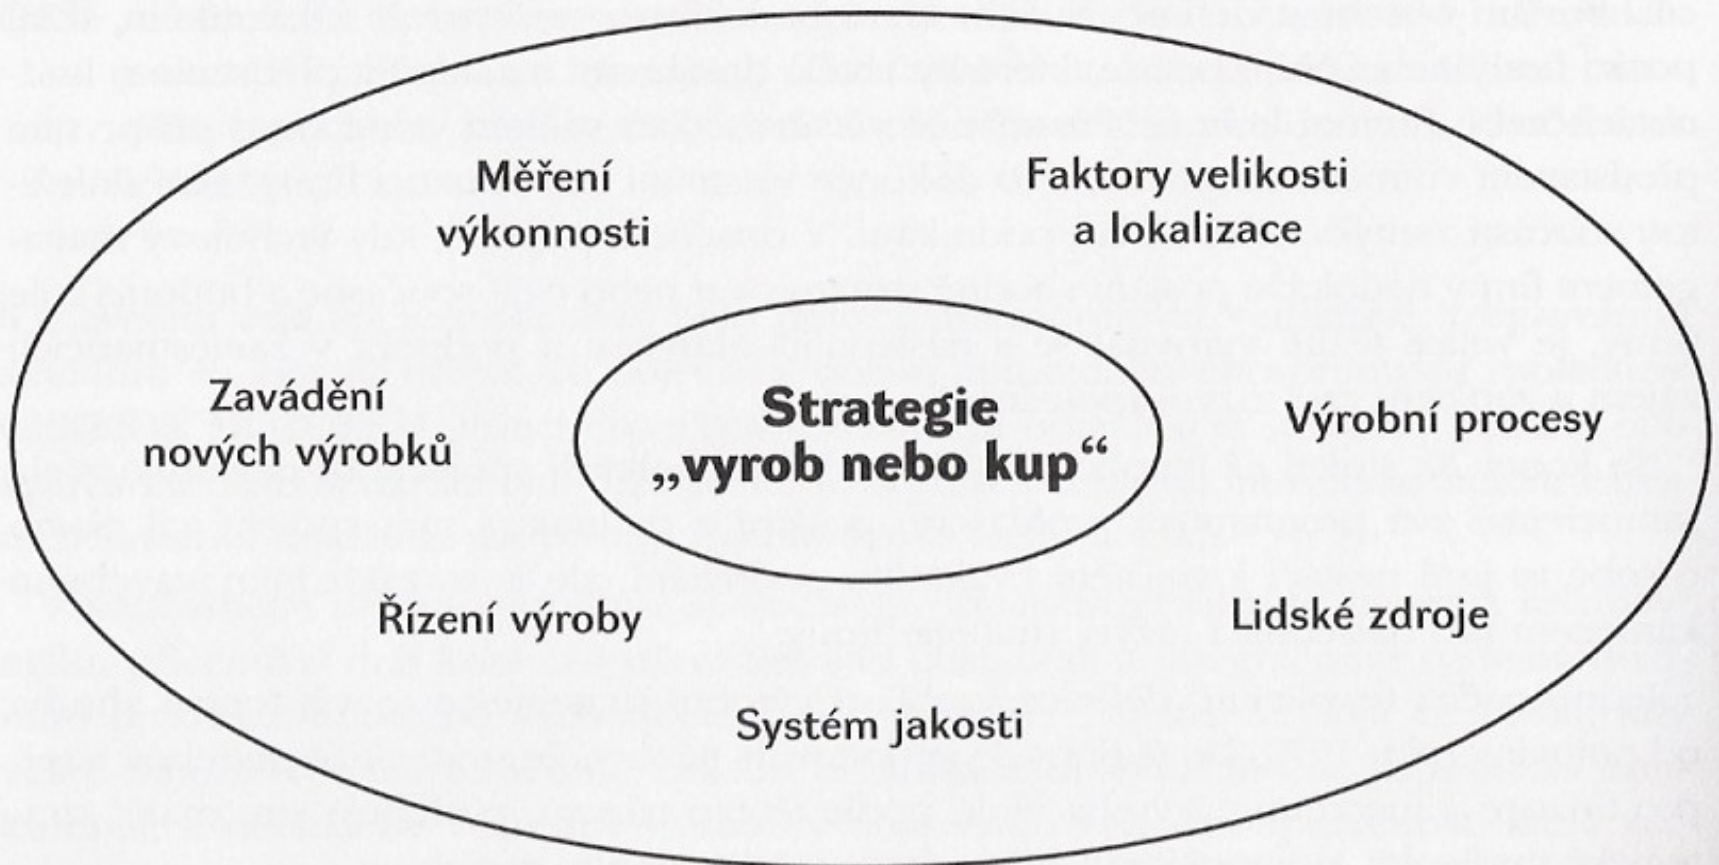 Měření
výkonnosti
Faktory velikosti
a lokalizace
Zavádění
nových výrobků
Strategie
„vyrob nebo kup“
Výrobní procesy
Řízení výroby
Lidské zdroje
Systém jakosti